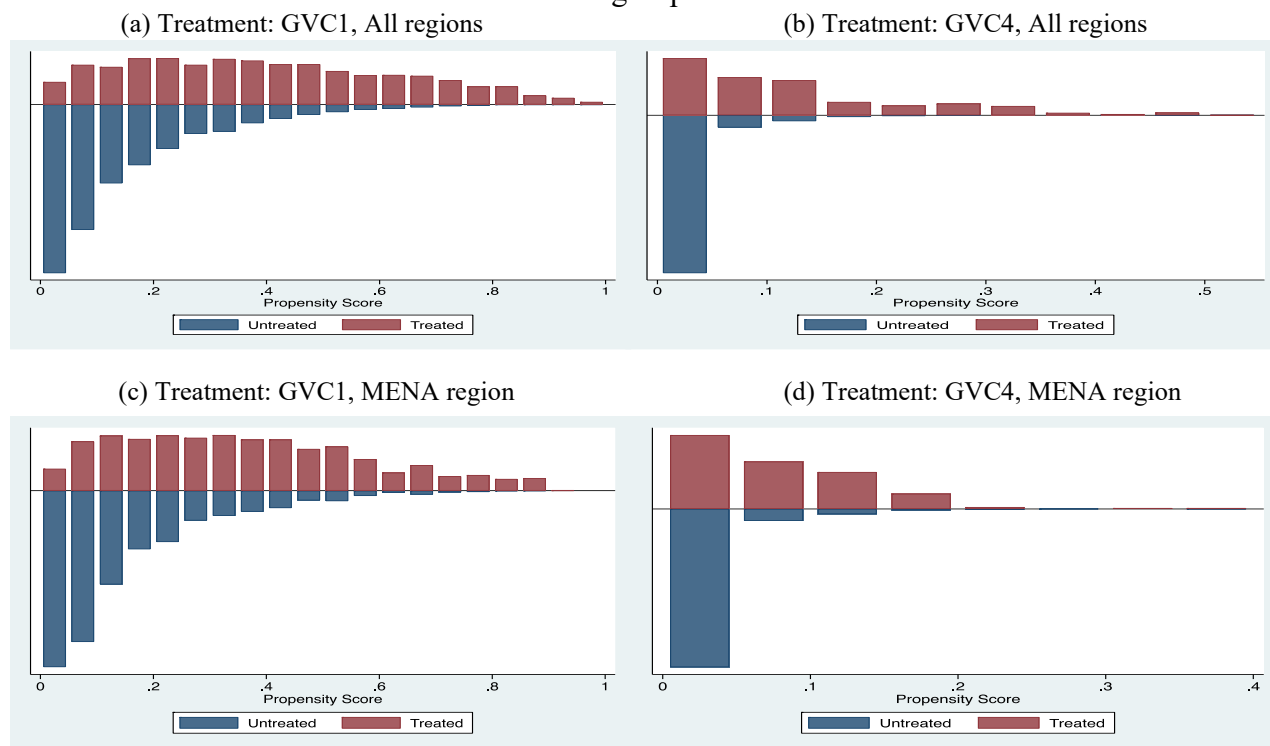 (a) Treatment: GVC1, All regions
(b) Treatment: GVC4, All regions
0 .2 .4 .6 .8 1
Propensity Score
Untreated Treated
0 .1 .2 .3 .4 .5
Propensity Score
Untreated Treated
(c) Treatment: GVC1, MENA region
(d) Treatment: GVC4, MENA region
0 .2 .4 .6 .8 1
Propensity Score
Untreated Treated
0 .1 .2 .3 .4
Propensity Score
Untreated Treated